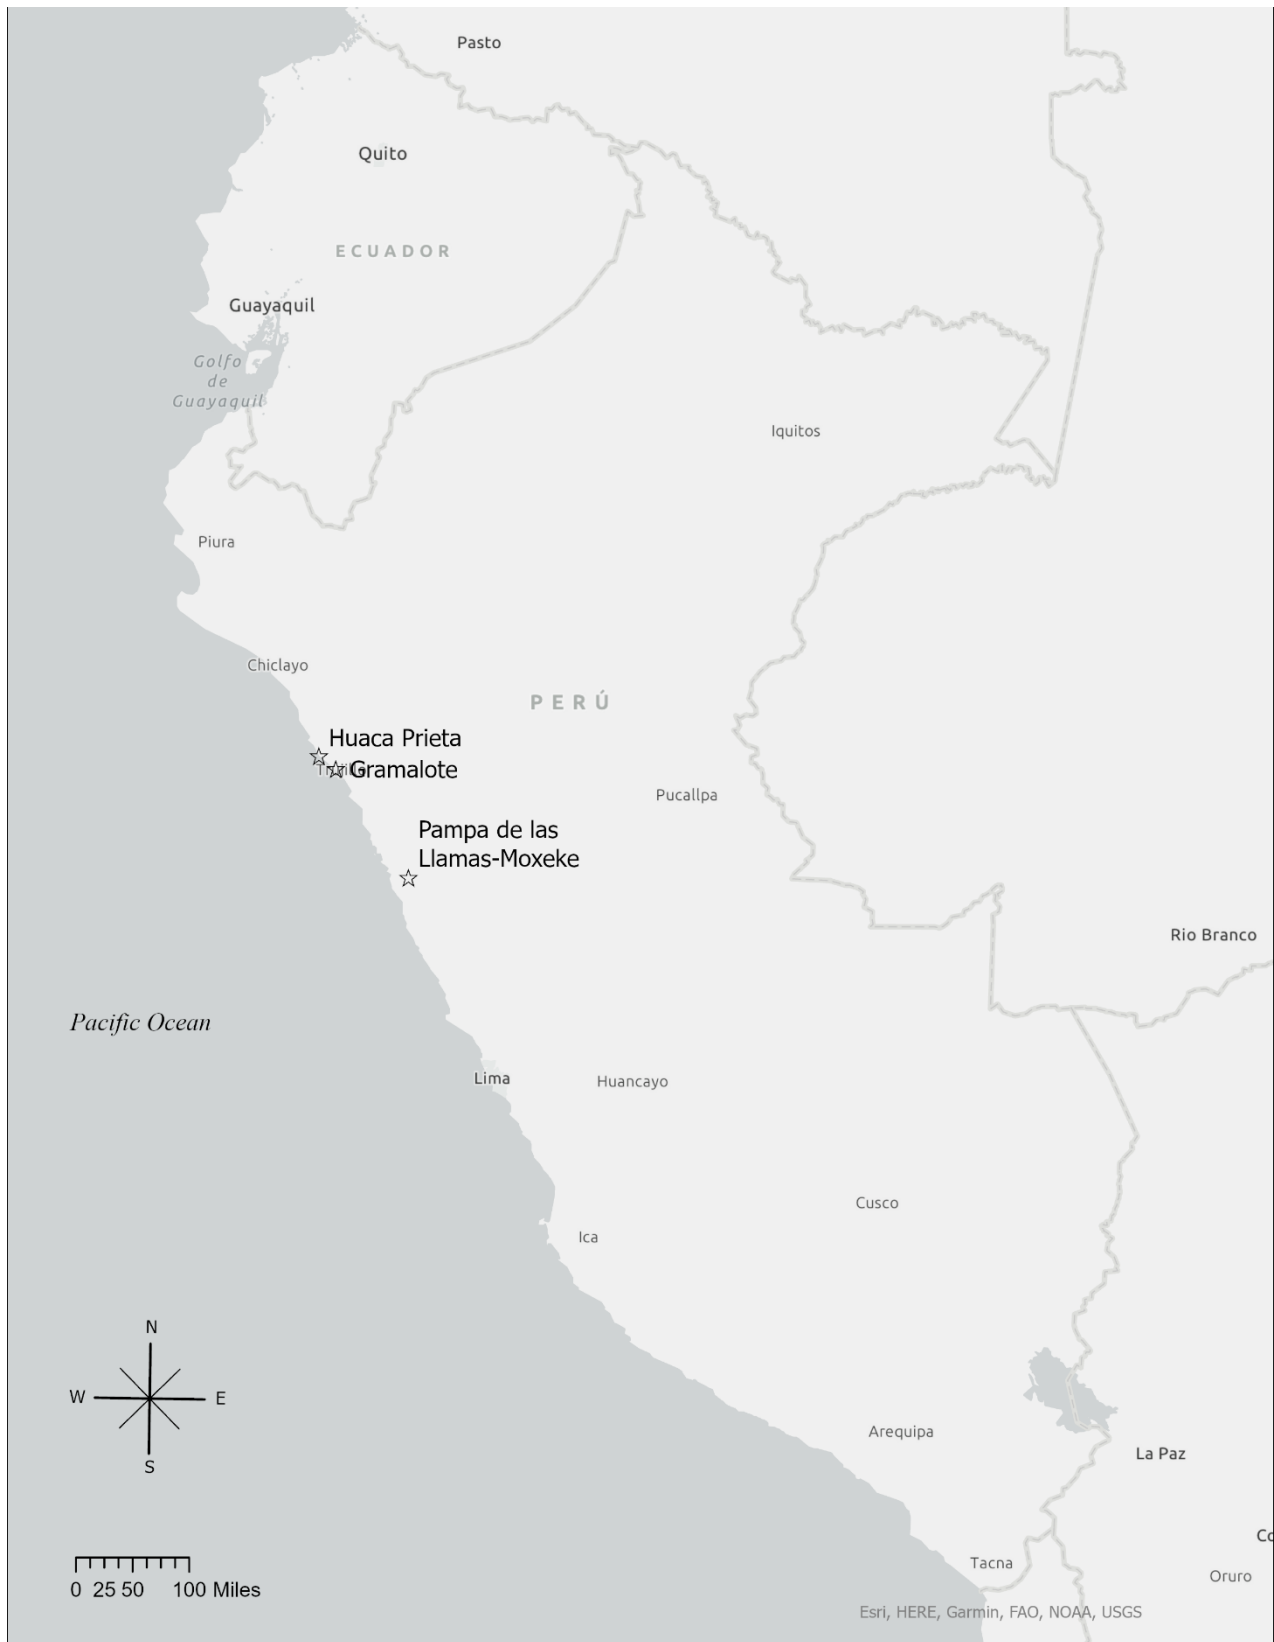 Pasto
Quito
ECUADOR
Guayaquil
Golfo
de
Guayaquil
Iquitos
Piura
Chiclayo
PERÚ
Huaca Prieta
Gramalote
Pucallpa
Pampa de las
Llamas-Moxeke
Rio Branco
Pacific Ocean
Lima
Huancayo
Cusco
Ica
N
W E
S
Arequipa
La Paz
Tacna
Oruro
0 25 50 100 Miles
Esri, HERE, Garmin, FAO, NOAA, USGS